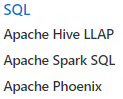 SQL
Apache Hive LLAP
Apache Spark SQL
Apache Phoenix